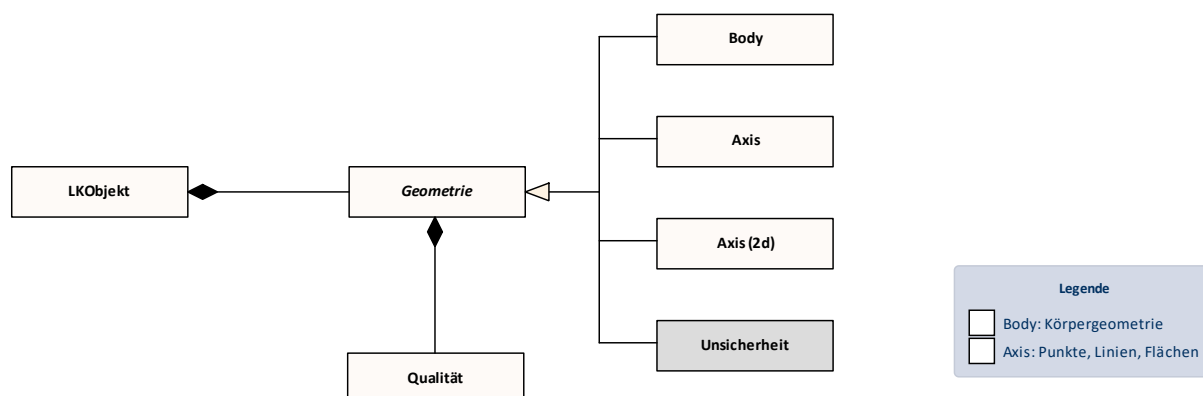 Body
Axis
LKObjekt
Geometrie
Axis (2d)
Unsicherheit
Qualität
Legende
Body: Körpergeometrie
Axis: Punkte, Linien, Flächen